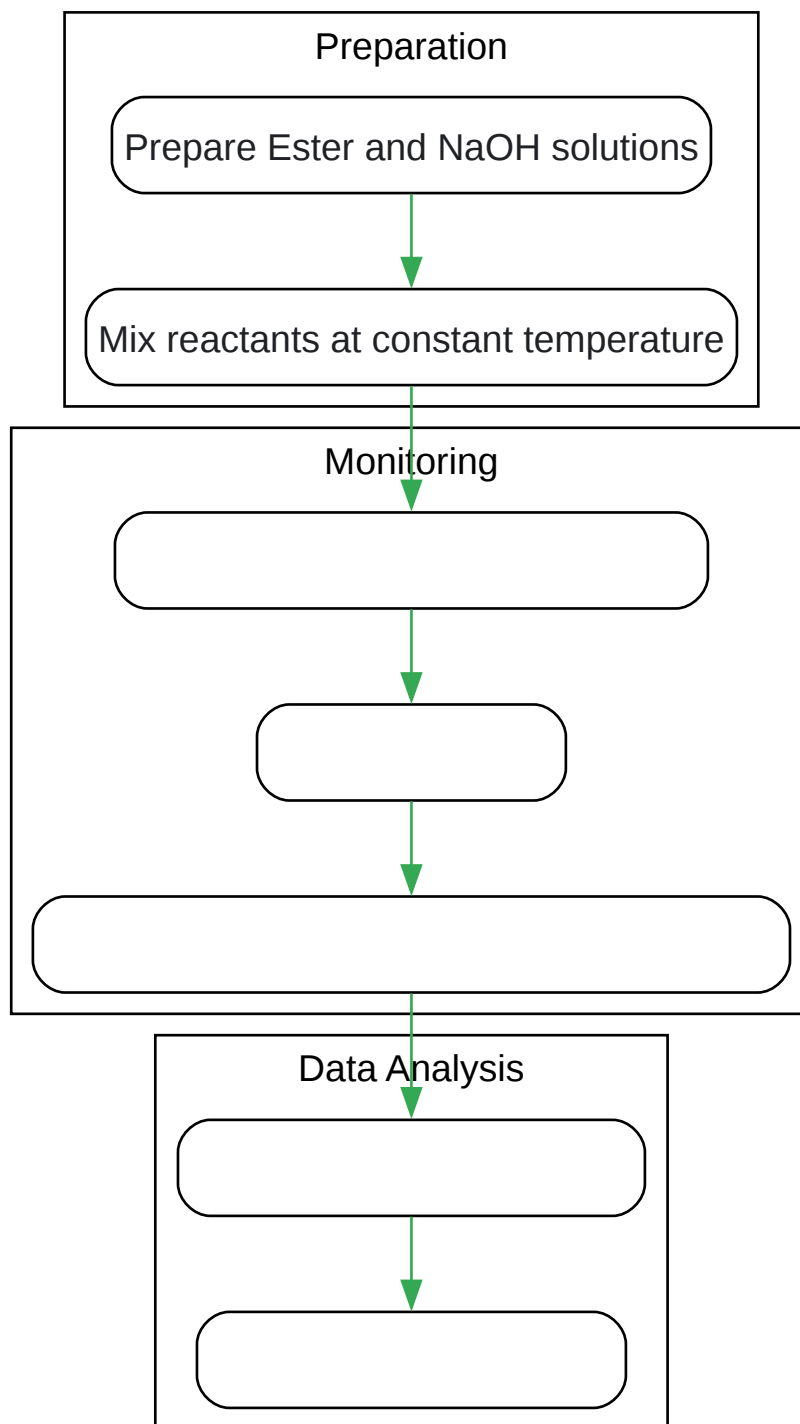 Preparation
Prepare Ester and NaOH solutions
Mix reactants at constant temperature
Monitoring
Data Analysis